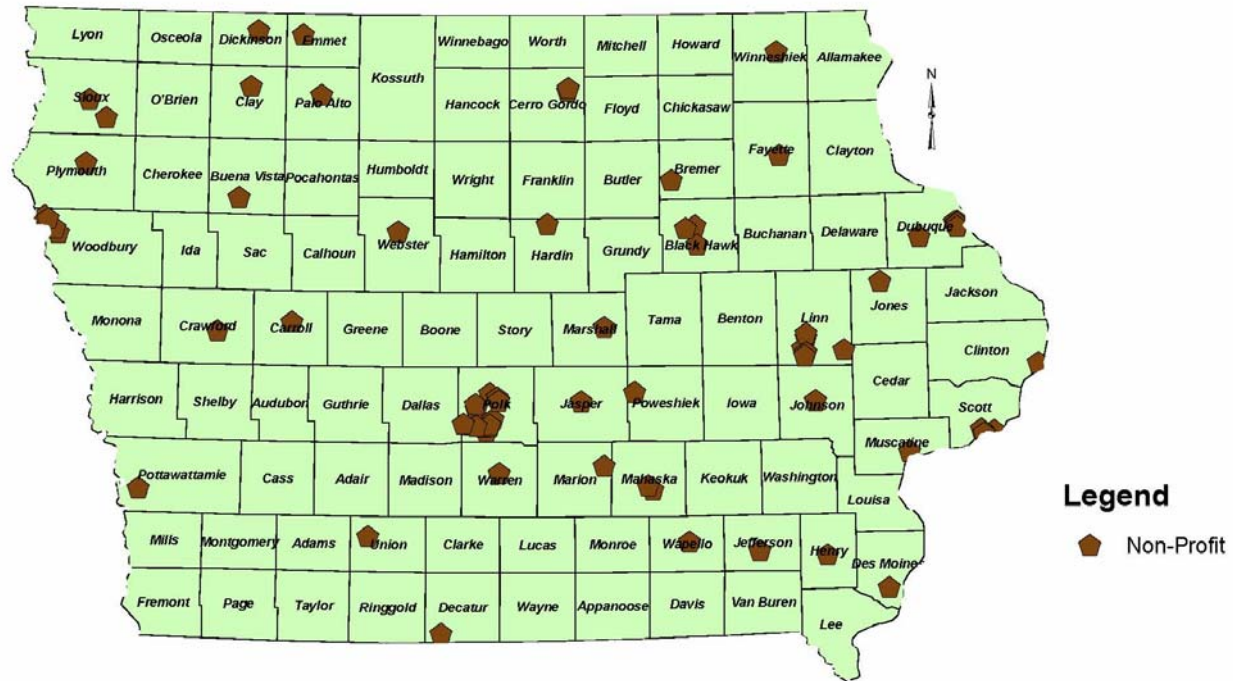 Lyon
Osceola
Dickinson
Emmet
Kossuth
Winnebago
Worth
Mitchell
Howard
Winneshiek
Allamakee
N
Sioux
O'Brien
Clay
Palo Alto
Hancock
Cerro Gordo
Floyd
Chickasaw
Fayette
Clayton
Plymouth
Cherokee
Buena Vista
Pocahontas
Humboldt
Wright
Franklin
Butler
Bremer
Woodbury
Ida
Sac
Calhoun
Webster
Hamilton
Hardin
Grundy
Black Hawk
Buchanan
Delaware
Dubuque
Monona
Crawford
Carroll
Greene
Boone
Story
Marshall
Tama
Benton
Linn
Jones
Jackson
Clinton
Harrison
Shelby
Audubon
Guthrie
Dallas
Polk
Jasper
Poweshiek
Iowa
Johnson
Cedar
Scott
Muscatine
Pottawattamie
Cass
Adair
Madison
Warren
Marion
Mahaska
Keokuk
Washington
Louisa
Mills
Montgomery
Adams
Union
Clarke
Lucas
Monroe
Wapello
Jefferson
Henry
Des Moines
Fremont
Page
Taylor
Ringgold
Decatur
Wayne
Appanoose
Davis
Van Buren
Lee
Legend
Non-Profit